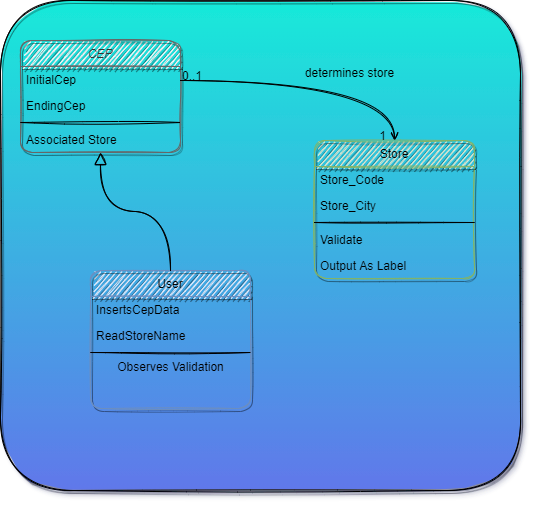 CEP
InitialCep
EndingCep
Associated Store
0..1
determines store
1
Store
Store_Code
Store_City
Validate
Output As Label
User
InsertsCepData
ReadStoreName
Observes Validation